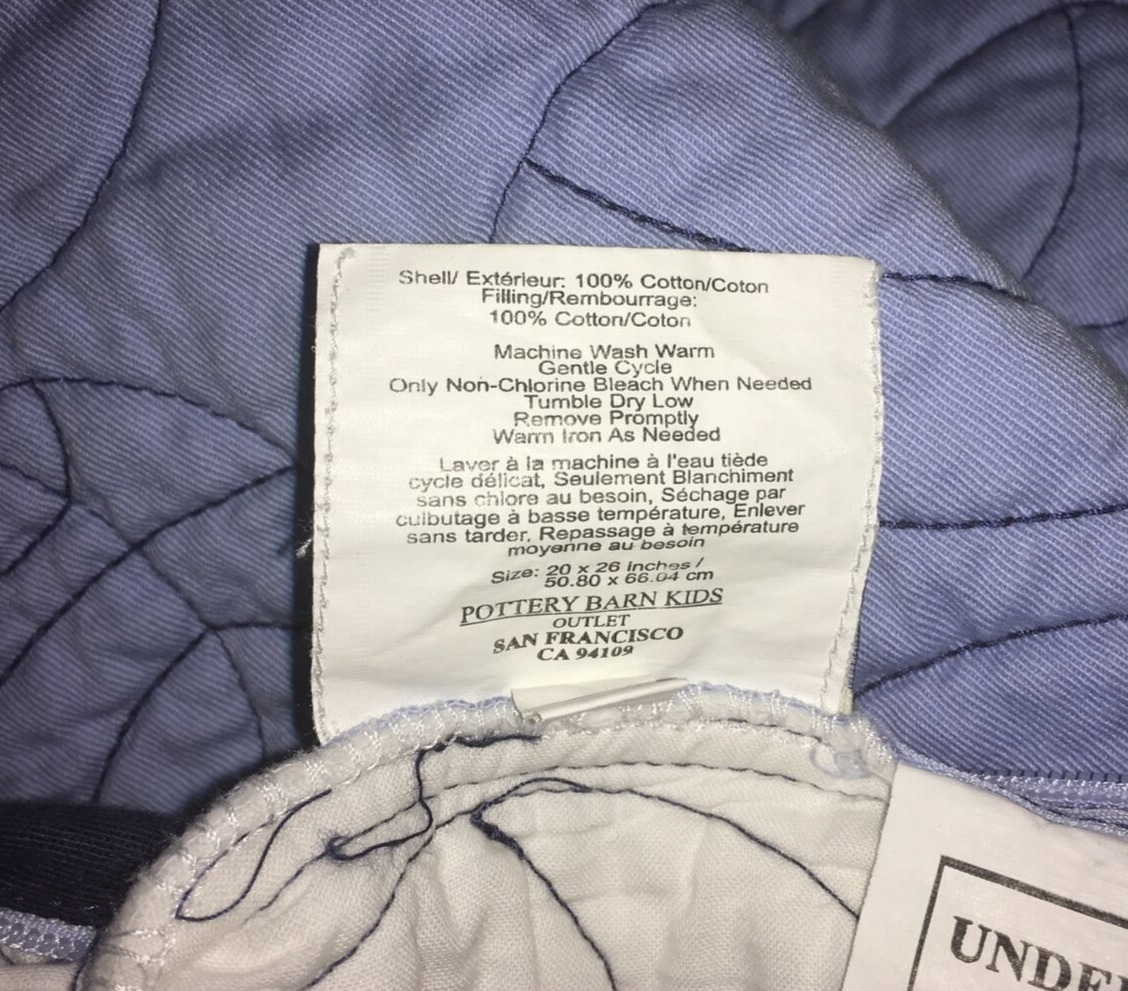 Shell/ Extérieur: 100% Cotton/Coton
Filling/Rembourrage:
100% Cotton/Coton
Machine Wash Warm
Gentle Cycle
Only Non-Chlorine Bleach When Needed
Tumble Dry Low
Remove Promptly
Warm Iron As Needed
Laver à la machine à l'eau tiède
cycle délicat, Seulement Blanchiment
sans chlore au besoin, Séchage par
culbutage à basse température, Enlever
sans tarder, Repassage à température
moyenne au besoin
Size: 20 x 26 inches /
50.80 x 66.04 cm
POTTERY BARN KIDS
OUTLET
SAN FRANCISCO
CA 94109
UNDE